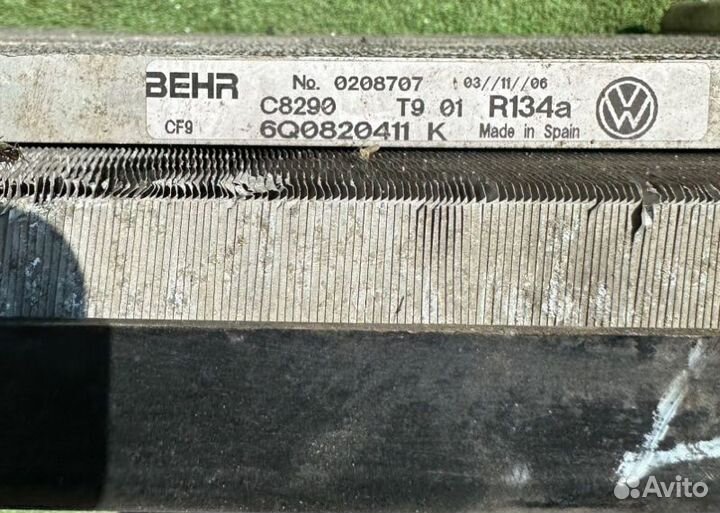 BEHR No. 0208707 03//11//06
C8290 T9 01 R134a
CF9 6Q0820411 K Made in Spain
Avito